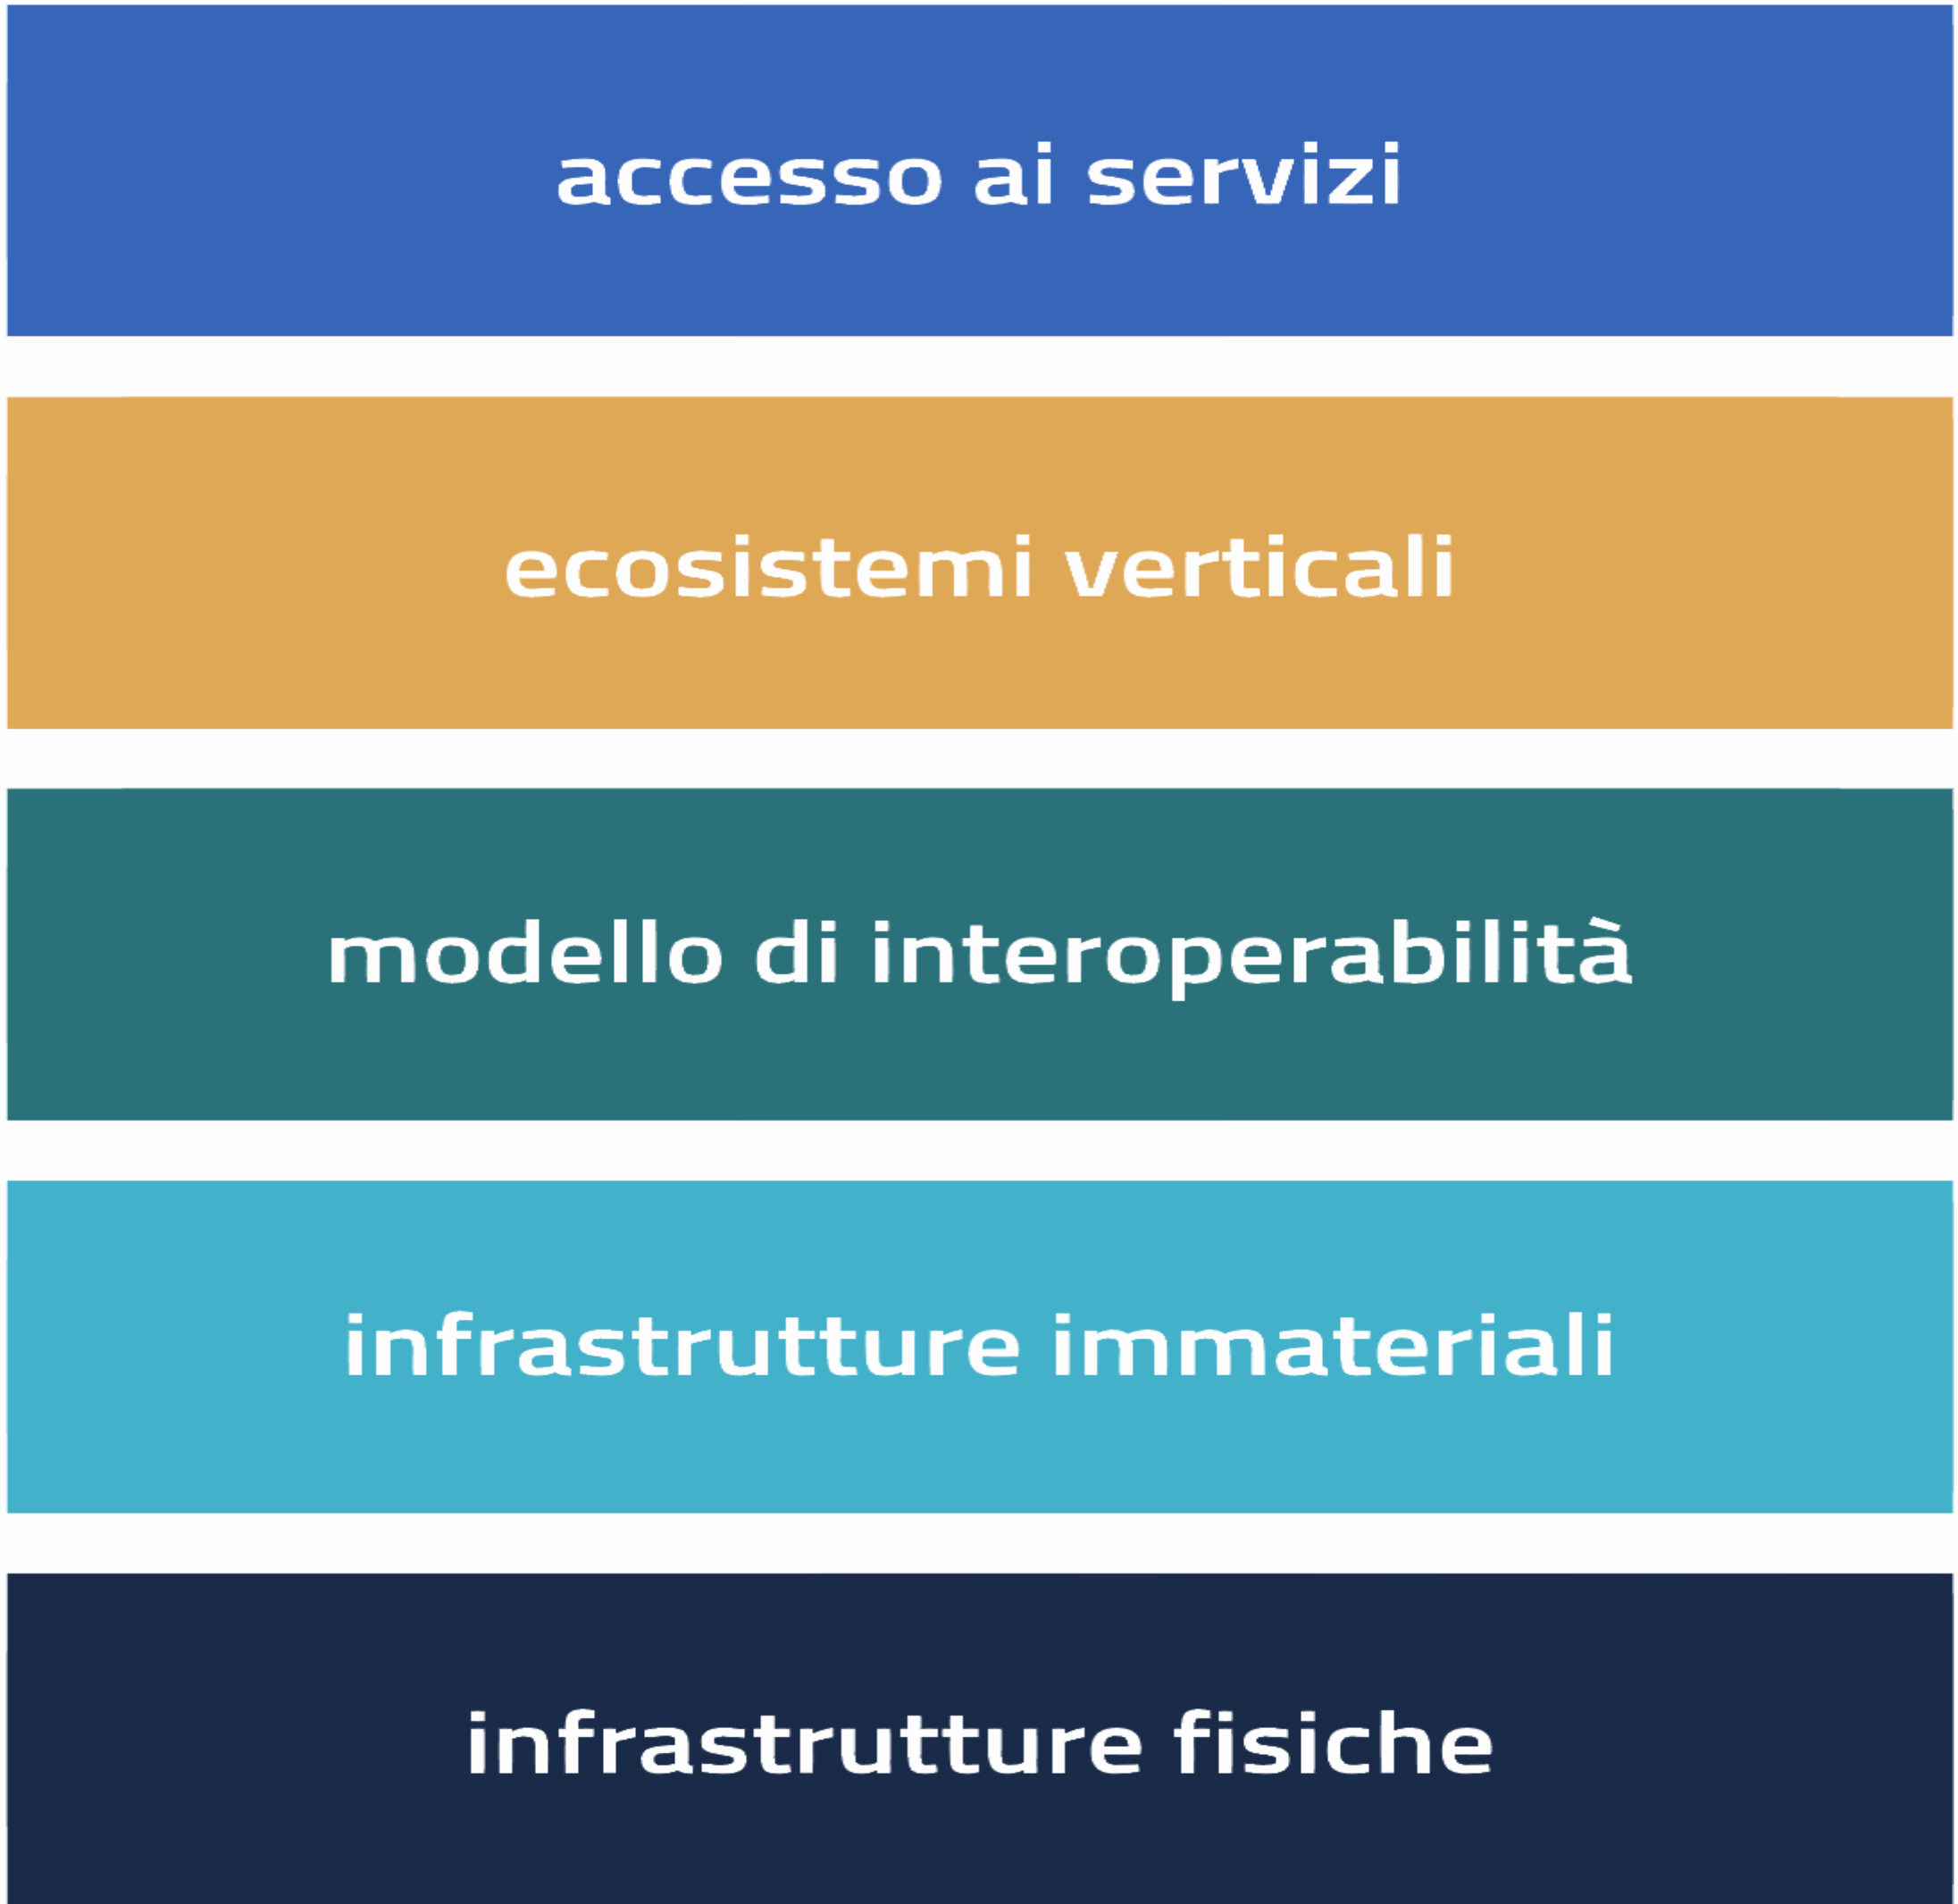 accesso ai servizi
ecosistemi verticali
modello di interoperabilità
infrastrutture immateriali
infrastrutture fisiche